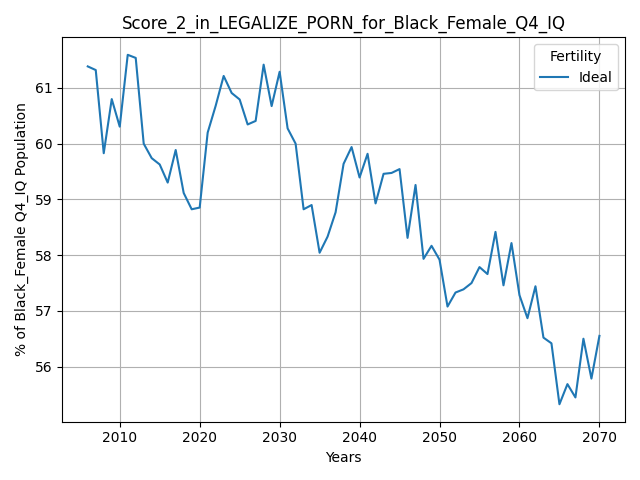 Score_2_in_LEGALIZE_PORN_for_Black_Female_Q4_IQ
Fertility
Ideal
% of Black_Female Q4_IQ Population
61
60
59
58
57
56
2010 2020 2030 2040 2050 2060 2070
Years